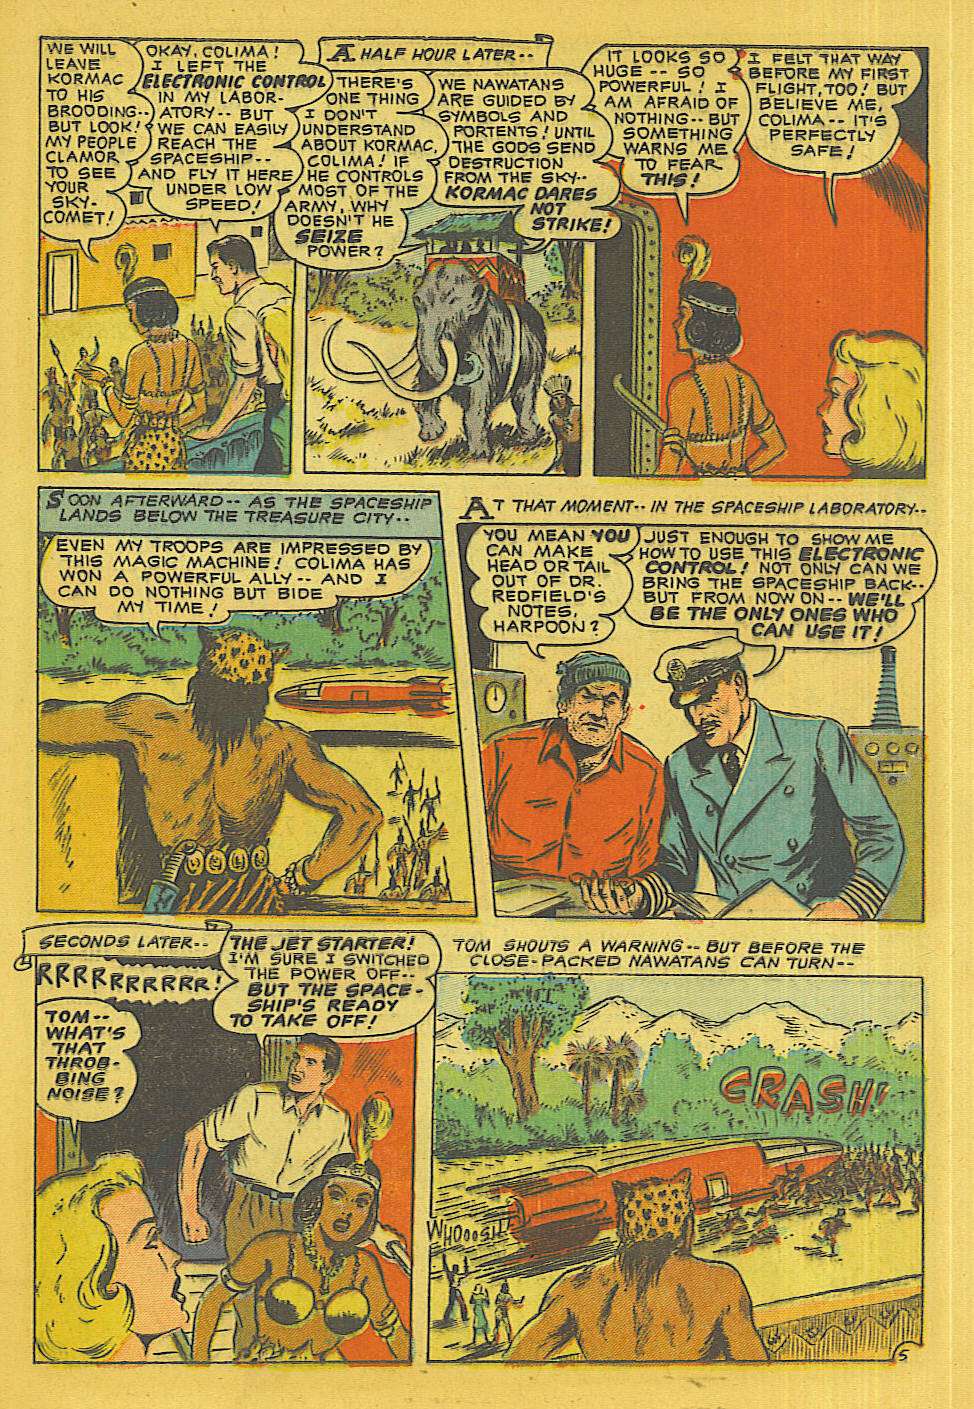 WE WILL
LEAVE
KORMAC
TO HIS
BROODING--
BUT LOOK!
MY PEOPLE
CLAMOR
TO SEE
YOUR
SKY-
COMET!
OKAY, COLIMA!
I LEFT THE
ELECTRONIC CONTROL
IN MY LABOR-
ATORY-- BUT
WE CAN EASILY
REACH THE
SPACESHIP--
AND FLY IT HERE
UNDER LOW
SPEED!
A HALF HOUR LATER--
THERE'S
ONE THING
I DON'T
UNDERSTAND
ABOUT KORMAC,
COLIMA! IF
HE CONTROLS
MOST OF THE
ARMY, WHY
DOESN'T HE
SEIZE
POWER?
WE NAWATANS
ARE GUIDED BY
SYMBOLS AND
PORTENTS! UNTIL
THE GODS SEND
DESTRUCTION
FROM THE SKY--
KORMAC DARES
NOT
STRIKE!
IT LOOKS SO
HUGE -- SO
POWERFUL! I
AM AFRAID OF
NOTHING-- BUT
SOMETHING
WARNS ME
TO FEAR
THIS!
I FELT THAT WAY
BEFORE MY FIRST
FLIGHT, TOO! BUT
BELIEVE ME,
COLIMA-- IT'S
PERFECTLY
SAFE!
SOON AFTERWARD-- AS THE SPACESHIP
LANDS BELOW THE TREASURE CITY--
EVEN MY TROOPS ARE IMPRESSED BY
THIS MAGIC MACHINE! COLIMA HAS
WON A POWERFUL ALLY-- AND I
CAN DO NOTHING BUT BIDE
MY TIME!
AT THAT MOMENT-- IN THE SPACESHIP LABORATORY--
YOU MEAN YOU
CAN MAKE
HEAD OR TAIL
OUT OF DR.
REDFIELD'S
NOTES,
HARPOON?
JUST ENOUGH TO SHOW ME
HOW TO USE THIS ELECTRONIC
CONTROL! NOT ONLY CAN WE
BRING THE SPACESHIP BACK--
BUT FROM NOW ON-- WE'LL
BE THE ONLY ONES WHO
CAN USE IT!
SECONDS LATER--
RRRRRRRRRRR!
TOM--
WHAT'S
THAT
THROB-
BING
NOISE?
THE JET STARTER!
I'M SURE I SWITCHED
THE POWER OFF--
BUT THE SPACE-
SHIP'S READY
TO TAKE OFF!
TOM SHOUTS A WARNING-- BUT BEFORE THE
CLOSE-PACKED NAWATANS CAN TURN--
CRASH!
WHOOOSH!
5